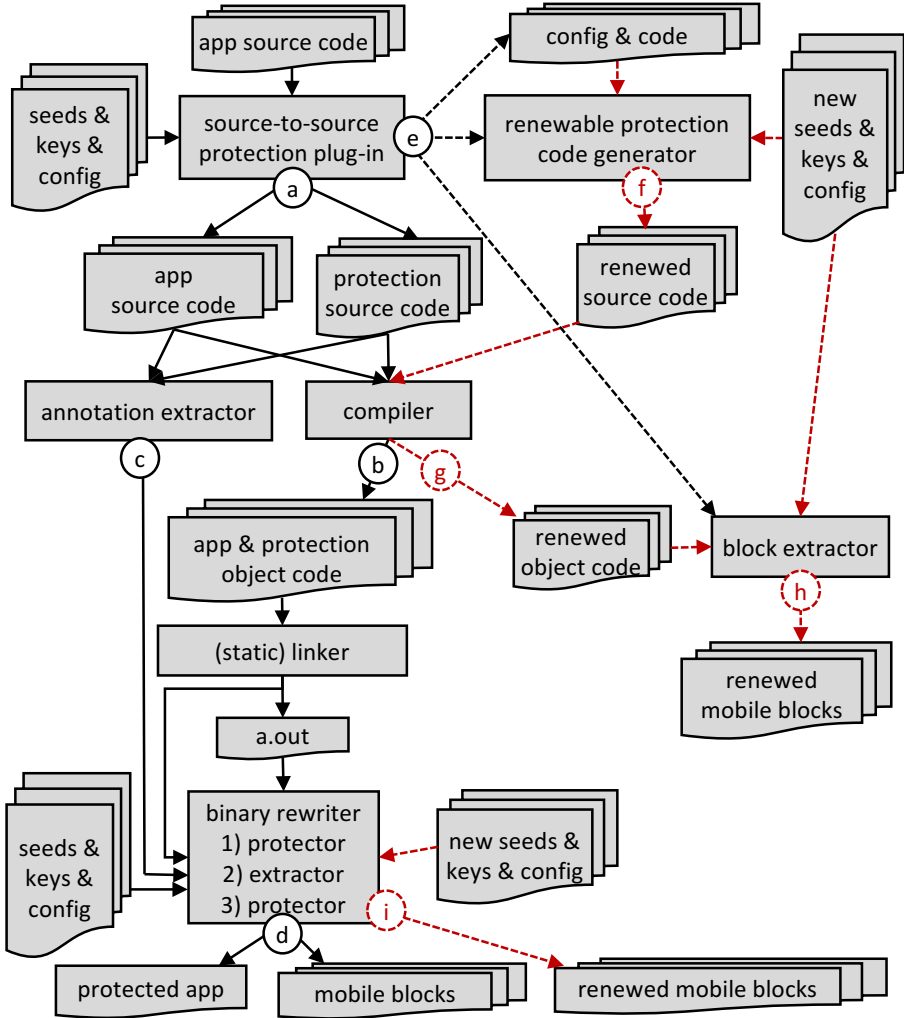 app source code
config & code
seeds &
keys &
config
source-to-source
protection plug-in
e
renewable protection
code generator
new
seeds &
keys &
config
a
f
app
source code
protection
source code
renewed
source code
annotation extractor
compiler
c
b
g
app & protection
object code
renewed
object code
block extractor
h
(static) linker
renewed
mobile blocks
a.out
seeds &
keys &
config
binary rewriter
1) protector
2) extractor
3) protector
new seeds &
keys & config
d
i
protected app
mobile blocks
renewed mobile blocks